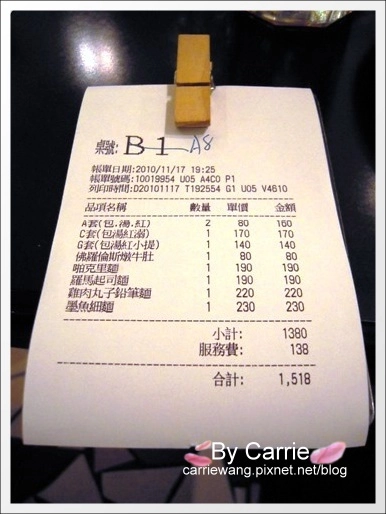 桌號: B 1 A8
帳單日期:2010/11/17 19:25
帳單號碼:10019954 U05 A4C0 P1
列印時間:D20101117 T192554 G1 U05 V4610
品項名稱 數量 單價 金額
A套(包.湯.紅) 2 80 160
C套(包湯紅滷) 1 170 170
G套(包湯紅小提) 1 140 140
佛羅倫斯燉牛肚 1 80 80
帕克里麵 1 190 190
羅馬起司麵 1 190 190
雞肉丸子鉛筆麵 1 220 220
墨魚細麵 1 230 230
小計: 1380
服務費: 138
合計: 1,518
By Carrie
carriewang.pixnet.net/blog